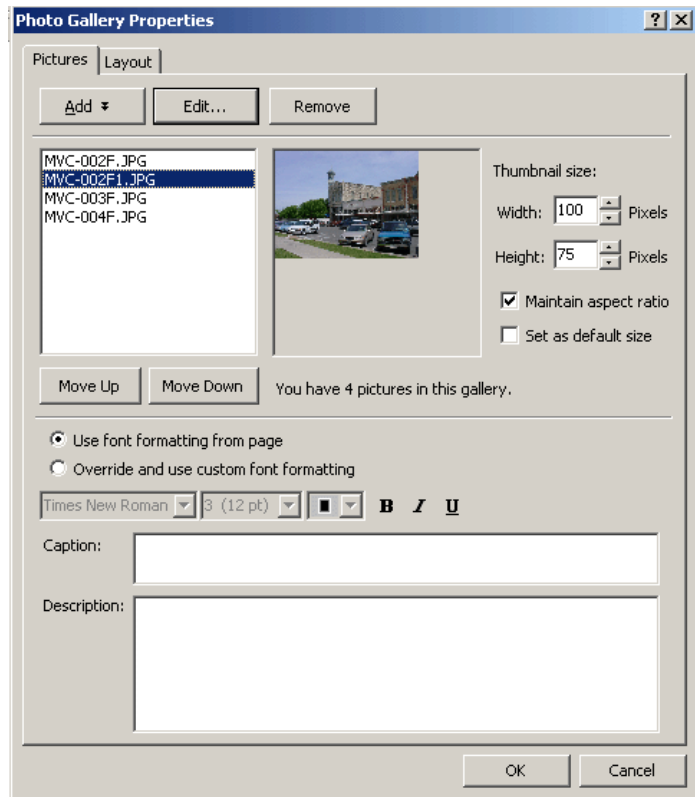 Photo Gallery Properties
Pictures
Layout
Add
Edit...
Remove
MVC-002F.JPG
MVC-002F1.JPG
MVC-003F.JPG
MVC-004F.JPG
Thumbnail size:
Width: 100 Pixels
Height: 75 Pixels
Maintain aspect ratio
Set as default size
Move Up
Move Down
You have 4 pictures in this gallery.
Use font formatting from page
Override and use custom font formatting
Times New Roman 3 (12 pt) B I U
Caption:
Description:
OK
Cancel